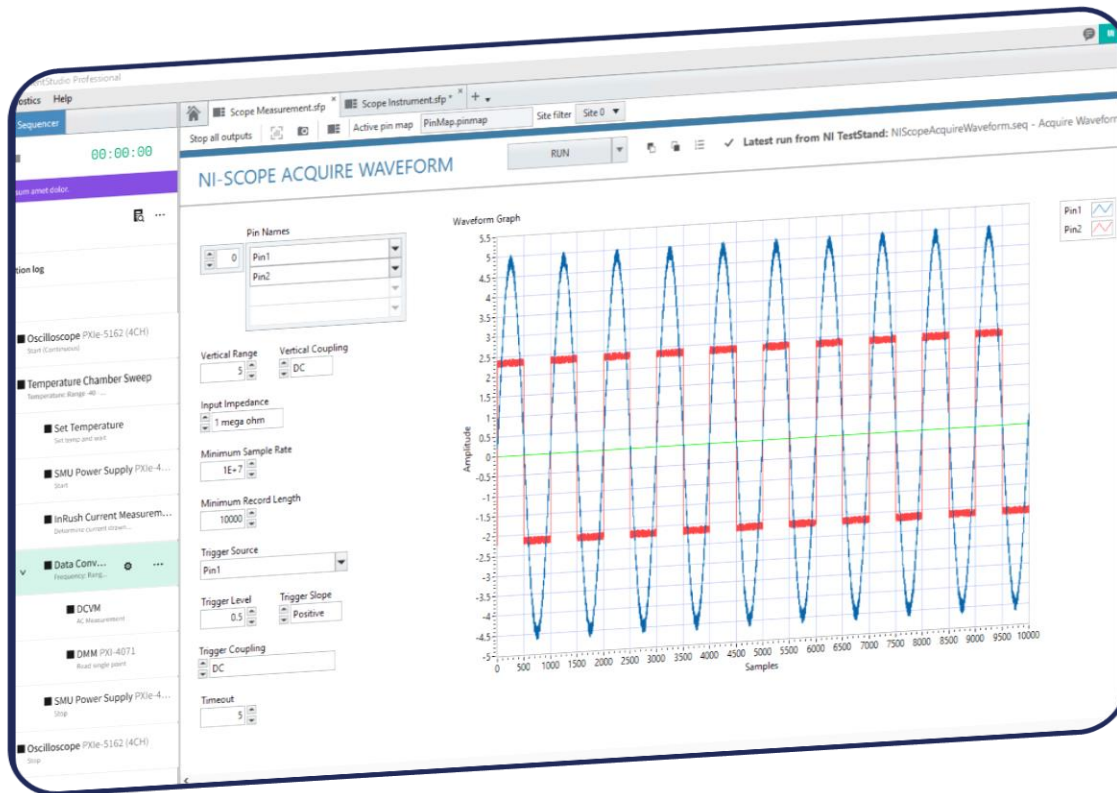 entStudio Professional
ostics Help
Sequencer
00:00:00
sum amet dolor.
...
tion log
Oscilloscope PXIe-5162 (4CH)
Start (Continuous)
Temperature Chamber Sweep
Temperature: Range -40 -...
Set Temperature
Set temp and wait
SMU Power Supply PXIe-4...
Start
InRush Current Measurem...
Determine current drawn...
Data Conv... ...
Frequency: Rang...
DCVM
AC Measurement
DMM PXI-4071
Read single point
SMU Power Supply PXIe-4...
Stop
Oscilloscope PXIe-5162 (4CH)
Stop
Scope Measurement.sfp Scope Instrument.sfp *
Stop all outputs Active pin map PinMap.pinmap Site filter Site 0
NI-SCOPE ACQUIRE WAVEFORM
RUN
Latest run from NI TestStand: NIScopeAcquireWaveform.seq - Acquire Waveform
Pin Names
0 Pin1
Pin2
Vertical Range Vertical Coupling
5 DC
Input Impedance
1 mega ohm
Minimum Sample Rate
1E+7
Minimum Record Length
10000
Trigger Source
Pin1
Trigger Level Trigger Slope
0.5 Positive
Trigger Coupling
DC
Timeout
5
Waveform Graph
5.5
5
4.5
4
3.5
3
2.5
2
1.5
1
0.5
0
-0.5
-1
-1.5
-2
-2.5
-3
-3.5
-4
-4.5
-5
Amplitude
0 500 1000 1500 2000 2500 3000 3500 4000 4500 5000 5500 6000 6500 7000 7500 8000 8500 9000 9500 10000
Samples
Pin1
Pin2